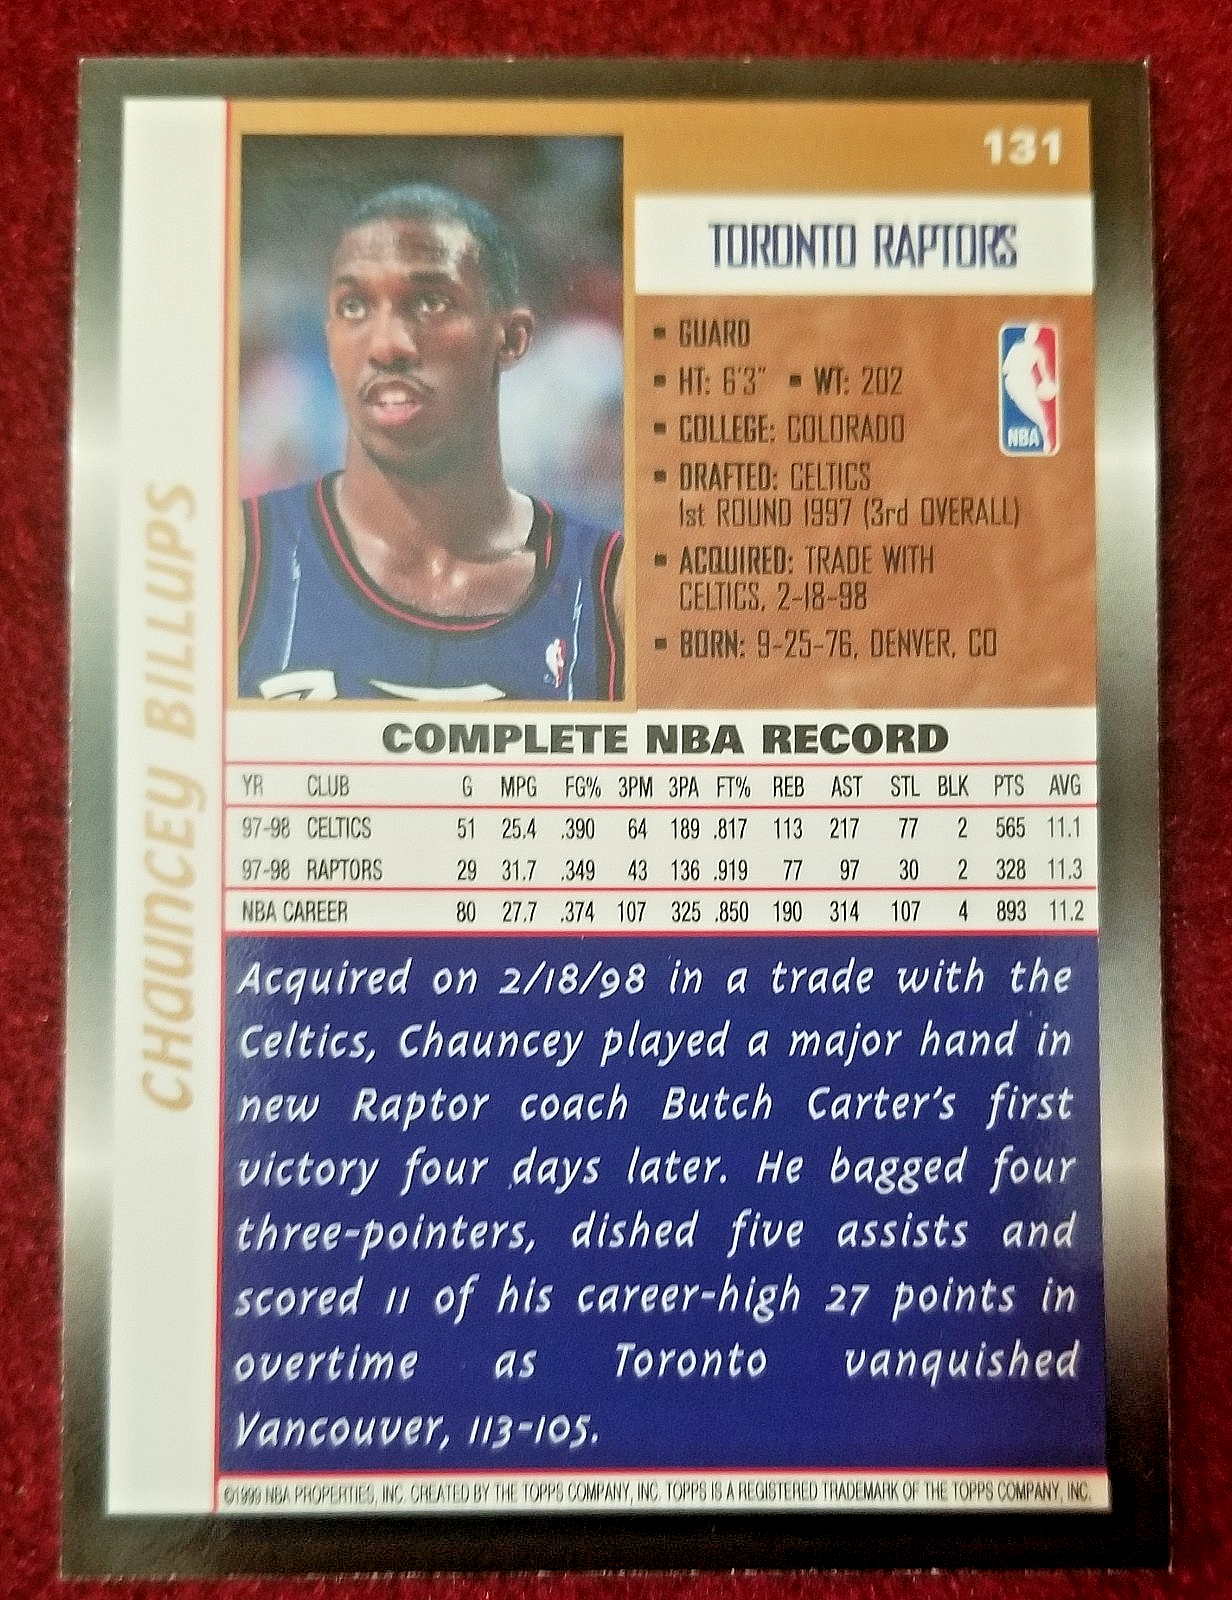 131
TORONTO RAPTORS
▪ GUARD
▪ HT: 6'3" ▪ WT: 202
▪ COLLEGE: COLORADO
▪ DRAFTED: CELTICS
1st ROUND 1997 (3rd OVERALL)
▪ ACQUIRED: TRADE WITH
CELTICS, 2-18-98
▪ BORN: 9-25-76, DENVER, CO
NBA
CHAUNCEY BILLUPS
COMPLETE NBA RECORD
YR CLUB G MPG FG% 3PM 3PA FT% REB AST STL BLK PTS AVG
97-98 CELTICS 51 25.4 .390 64 189 .817 113 217 77 2 565 11.1
97-98 RAPTORS 29 31.7 .349 43 136 .919 77 97 30 2 328 11.3
NBA CAREER 80 27.7 .374 107 325 .850 190 314 107 4 893 11.2
Acquired on 2/18/98 in a trade with the
Celtics, Chauncey played a major hand in
new Raptor coach Butch Carter's first
victory four days later. He bagged four
three-pointers, dished five assists and
scored 11 of his career-high 27 points in
overtime as Toronto vanquished
Vancouver, 113-105.
©1999 NBA PROPERTIES, INC. CREATED BY THE TOPPS COMPANY, INC. TOPPS IS A REGISTERED TRADEMARK OF THE TOPPS COMPANY, INC.